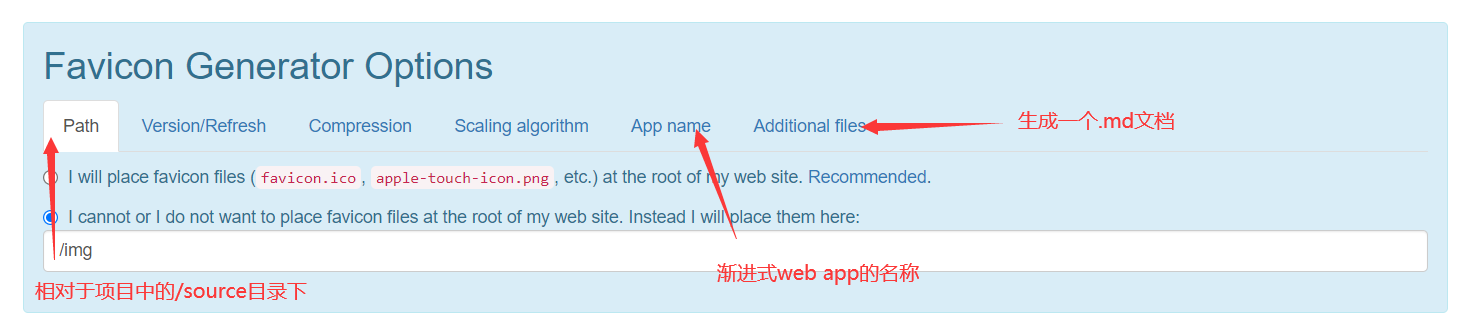 Favicon Generator Options
Path Version/Refresh Compression Scaling algorithm App name Additional files 生成一个.md文档
I will place favicon files (favicon.ico, apple-touch-icon.png, etc.) at the root of my web site. Recommended.
I cannot or I do not want to place favicon files at the root of my web site. Instead I will place them here:
/img
渐进式web app的名称
相对于项目中的/source目录下